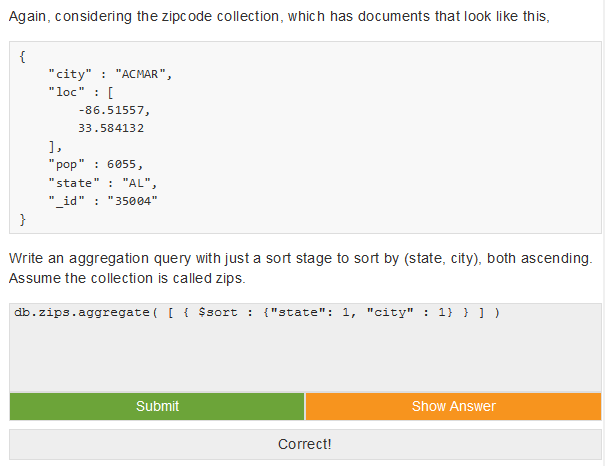 Again, considering the zipcode collection, which has documents that look like this,
{
    "city" : "ACMAR",
    "loc" : [
        -86.51557,
        33.584132
    ],
    "pop" : 6055,
    "state" : "AL",
    "_id" : "35004"
}
Write an aggregation query with just a sort stage to sort by (state, city), both ascending.
Assume the collection is called zips.
db.zips.aggregate( [ { $sort : {"state": 1, "city" : 1} } ] )
Submit
Show Answer
Correct!